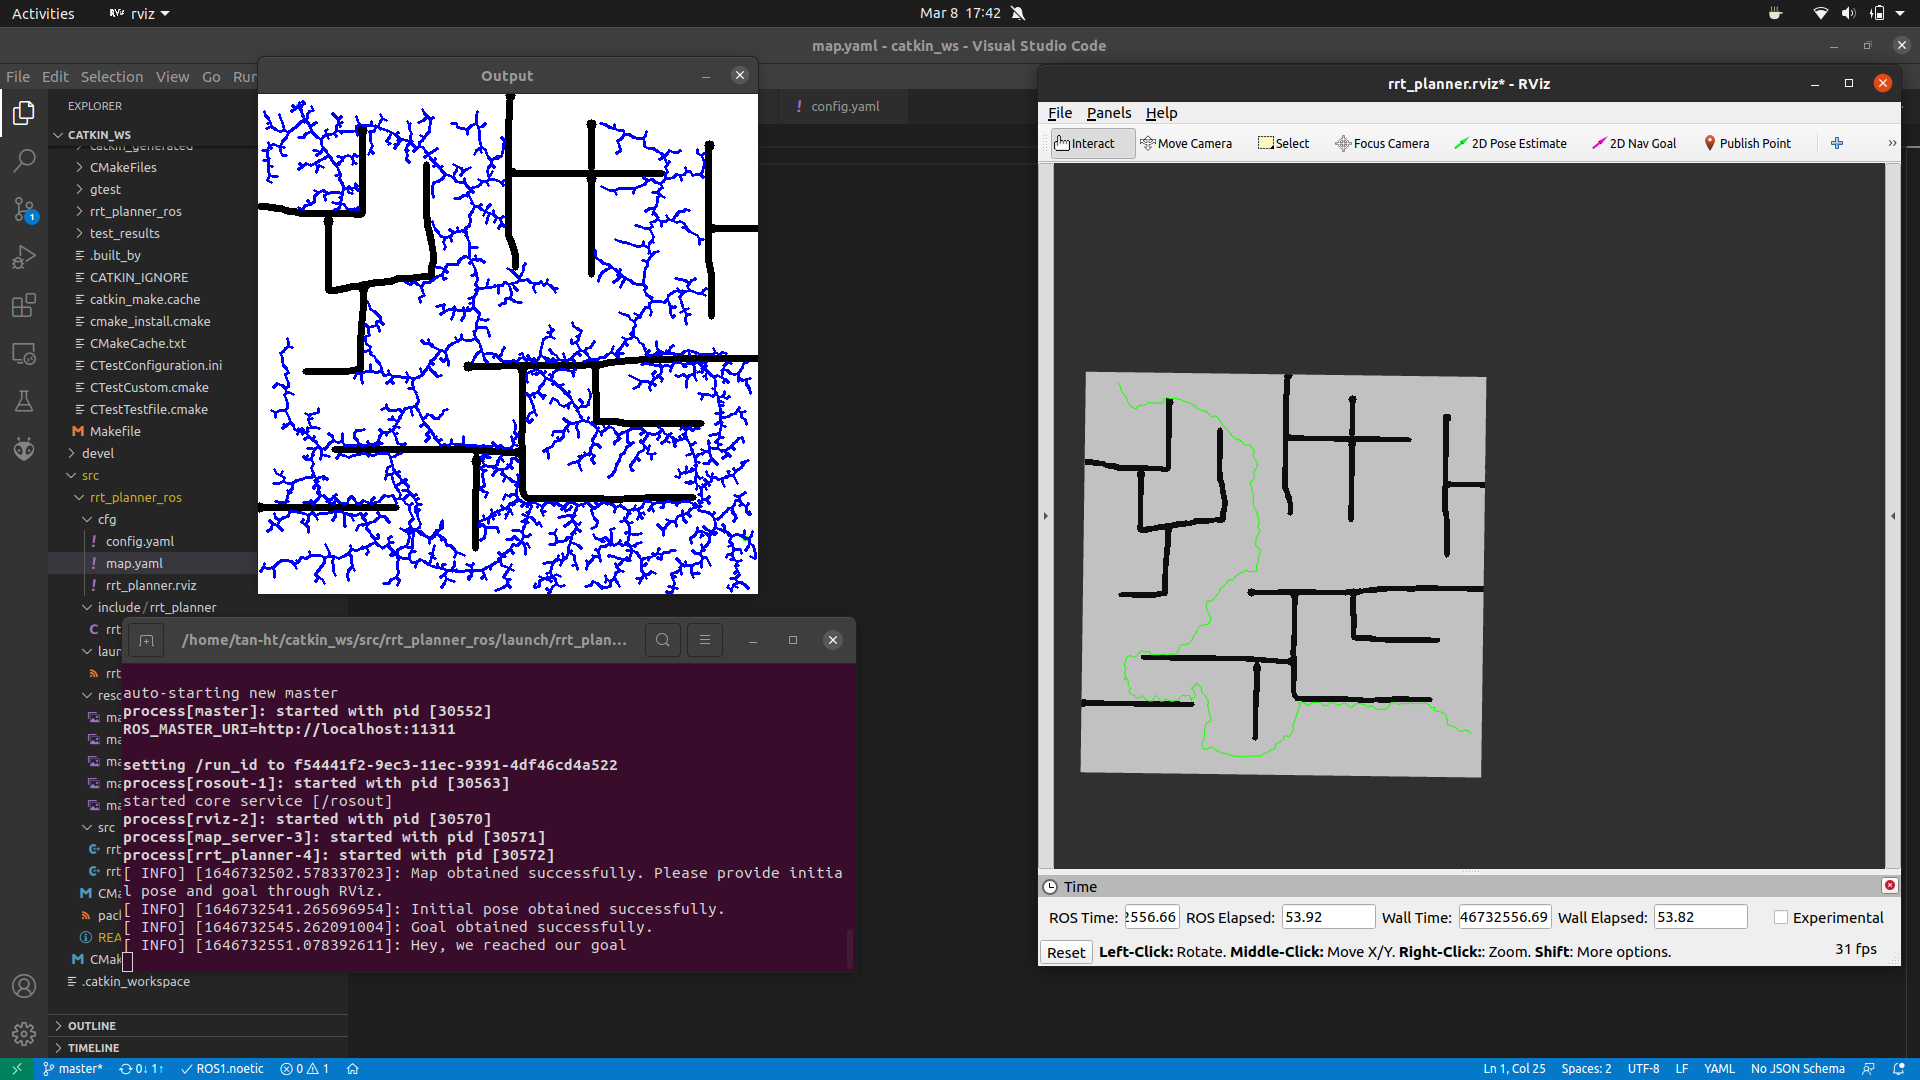 Activities
rviz
Mar 8 17:42
map.yaml - catkin_ws - Visual Studio Code
File Edit Selection View Go Run
Output
config.yaml
EXPLORER
CATKIN_WS
catkin_generated
CMakeFiles
gtest
rrt_planner_ros
test_results
.built_by
CATKIN_IGNORE
catkin_make.cache
cmake_install.cmake
CMakeCache.txt
CTestConfiguration.ini
CTestCustom.cmake
CTestTestfile.cmake
Makefile
devel
src
rrt_planner_ros
cfg
config.yaml
map.yaml
rrt_planner.rviz
include / rrt_planner
rrt
laun
rrt
reso
ma
ma
ma
ma
ma
src
rrt
rrt
CMa
pack
REA
CMak
.catkin_workspace
OUTLINE
TIMELINE
/home/tan-ht/catkin_ws/src/rrt_planner_ros/launch/rrt_plan...
auto-starting new master
process[master]: started with pid [30552]
ROS_MASTER_URI=http://localhost:11311
setting /run_id to f54441f2-9ec3-11ec-9391-4df46cd4a522
process[rosout-1]: started with pid [30563]
started core service [/rosout]
process[rviz-2]: started with pid [30570]
process[map_server-3]: started with pid [30571]
process[rrt_planner-4]: started with pid [30572]
[ INFO] [1646732502.578337023]: Map obtained successfully. Please provide initia
l pose and goal through RViz.
[ INFO] [1646732541.265696954]: Initial pose obtained successfully.
[ INFO] [1646732545.262091004]: Goal obtained successfully.
[ INFO] [1646732551.078392611]: Hey, we reached our goal
rrt_planner.rviz* - RViz
File Panels Help
Interact Move Camera Select Focus Camera 2D Pose Estimate 2D Nav Goal Publish Point
Time
ROS Time: 2556.66 ROS Elapsed: 53.92 Wall Time: 46732556.69 Wall Elapsed: 53.82 Experimental
Reset Left-Click: Rotate. Middle-Click: Move X/Y. Right-Click:: Zoom. Shift: More options. 31 fps
master* 0↓ 1↑ ROS1.noetic 0 1
Ln 1, Col 25 Spaces: 2 UTF-8 LF YAML No JSON Schema